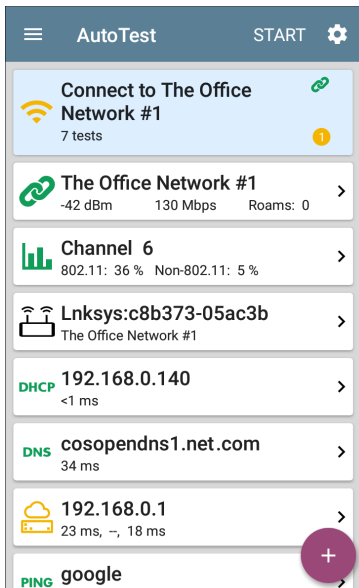 AutoTest START
Connect to The Office
Network #1
7 tests
1
The Office Network #1
-42 dBm 130 Mbps Roams: 0
Channel 6
802.11: 36 % Non-802.11: 5 %
Lnksys:c8b373-05ac3b
The Office Network #1
DHCP
192.168.0.140
<1 ms
DNS
cosopendns1.net.com
34 ms
192.168.0.1
23 ms, --, 18 ms
PING
google